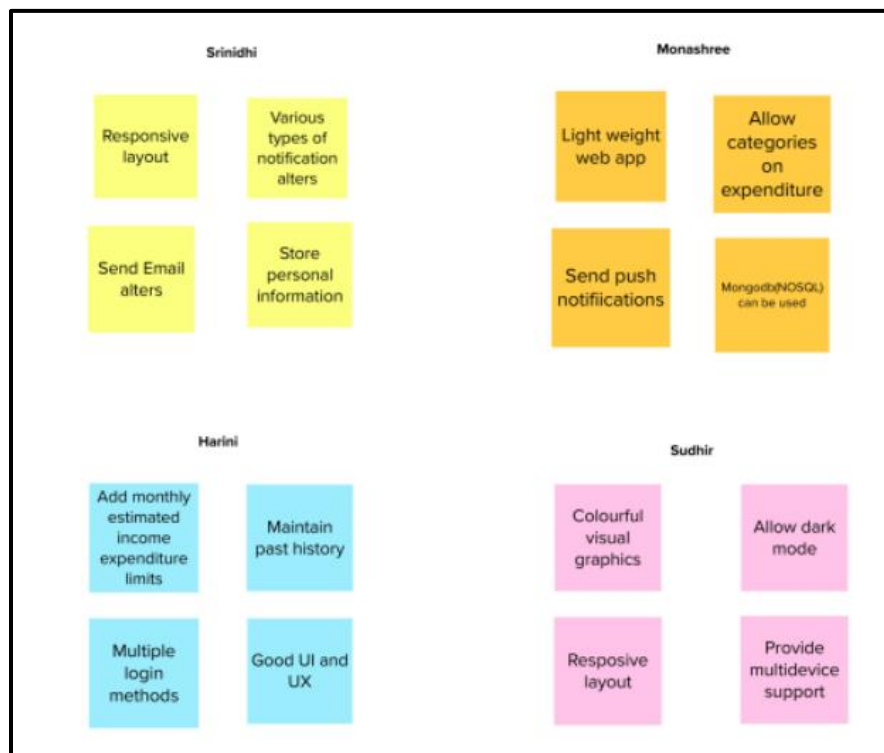 Srinidhi
Responsive
layout
Various
types of
notification
alters
Send Email
alters
Store
personal
information
Monashree
Light weight
web app
Allow
categories
on
expenditure
Send push
notifiications
Mongodb(NOSQL)
can be used
Harini
Add monthly
estimated
income
expenditure
limits
Maintain
past history
Multiple
login
methods
Good UI and
UX
Sudhir
Colourful
visual
graphics
Allow dark
mode
Resposive
layout
Provide
multidevice
support